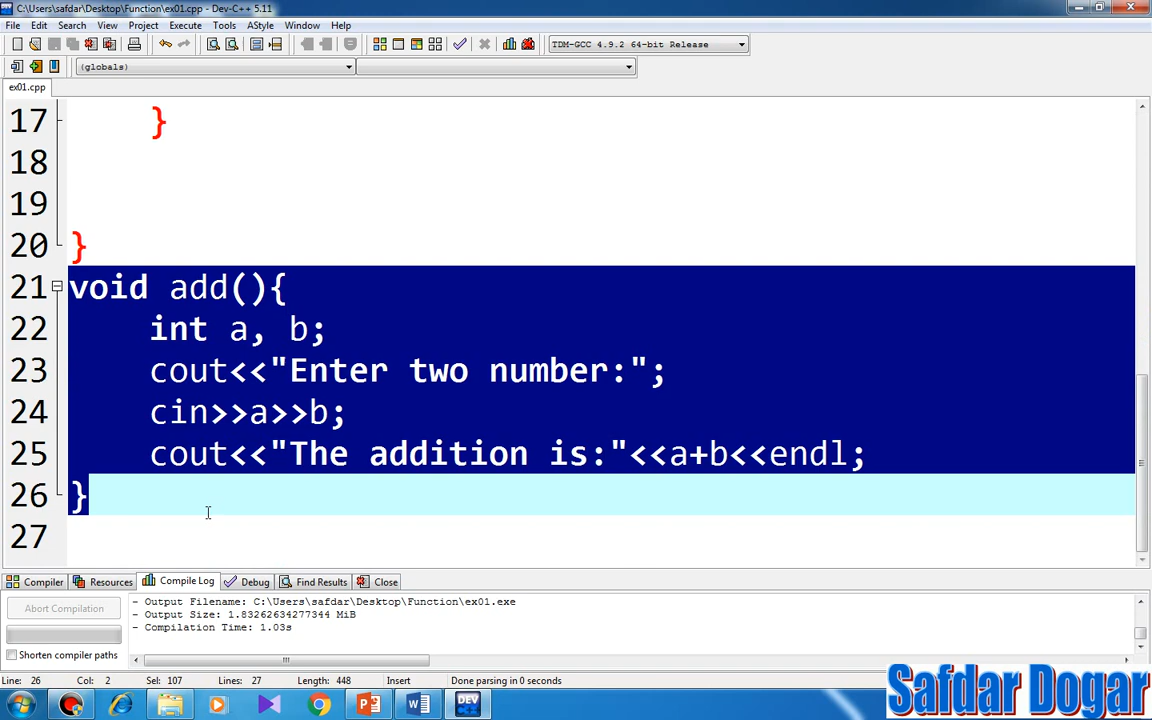 C:\Users\safdar\Desktop\Function\ex01.cpp - Dev-C++ 5.11
File Edit Search View Project Execute Tools AStyle Window Help
TDM-GCC 4.9.2 64-bit Release
(globals)
ex01.cpp
17 }
18
19
20 }
21 void add(){
22 int a, b;
23 cout<<"Enter two number:";
24 cin>>a>>b;
25 cout<<"The addition is:"<<a+b<<endl;
26 }
27
Compiler Resources Compile Log Debug Find Results Close
Abort Compilation
- Output Filename: C:\Users\safdar\Desktop\Function\ex01.exe
- Output Size: 1.83262634277344 MiB
- Compilation Time: 1.03s
Shorten compiler paths
Line: 26 Col: 2 Sel: 107 Lines: 27 Length: 448 Insert Done parsing in 0 seconds
DEV
Safdar Dogar